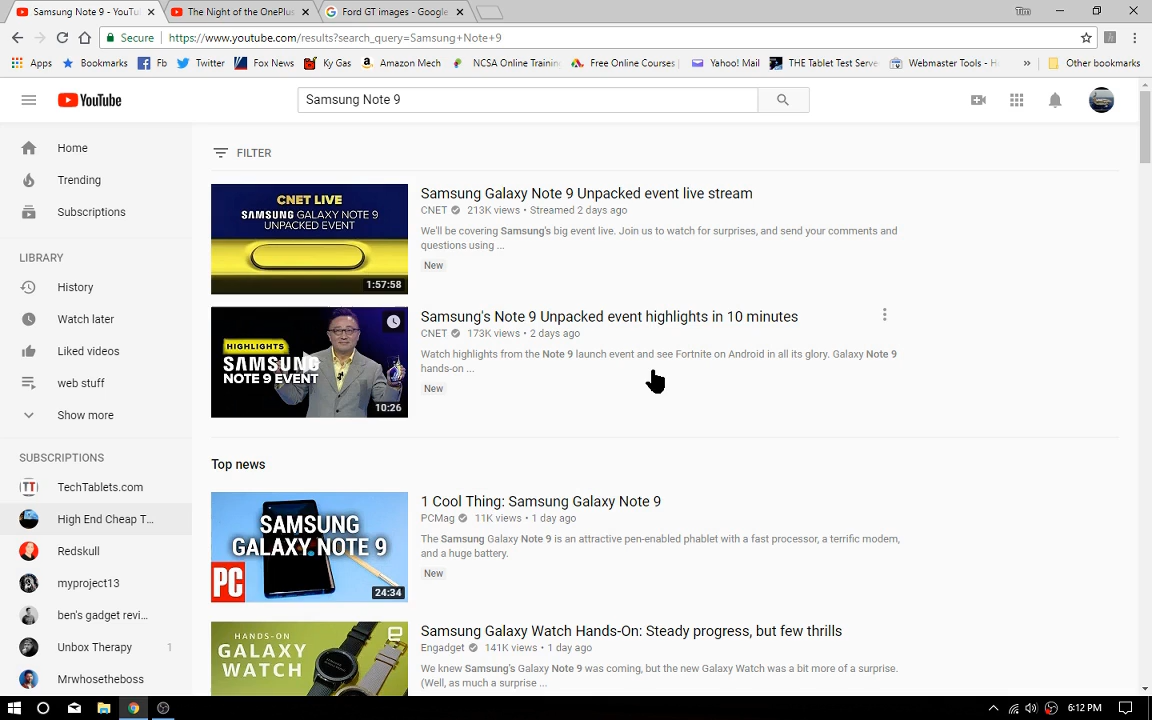 Samsung Note 9 - YouTu
The Night of the OnePlus
Ford GT images - Google
Tim
Secure
https://www.youtube.com/results?search_query=Samsung+Note+9
Apps
Bookmarks
Fb
Twitter
Fox News
Ky Gas
Amazon Mech
NCSA Online Trainin
Free Online Courses
Yahoo! Mail
THE Tablet Test Serve
Webmaster Tools - H
»
Other bookmarks
YouTube
Samsung Note 9
Home
Trending
Subscriptions
LIBRARY
History
Watch later
Liked videos
web stuff
Show more
SUBSCRIPTIONS
TT TechTablets.com
High End Cheap T...
Redskull
myproject13
ben's gadget revi...
Unbox Therapy 1
Mrwhosetheboss
FILTER
CNET LIVE
SAMSUNG GALAXY NOTE 9
UNPACKED EVENT
1:57:58
Samsung Galaxy Note 9 Unpacked event live stream
CNET 213K views • Streamed 2 days ago
We'll be covering Samsung's big event live. Join us to watch for surprises, and send your comments and
questions using ...
New
HIGHLIGHTS
SAMSUNG
NOTE 9 EVENT
10:26
Samsung's Note 9 Unpacked event highlights in 10 minutes
CNET 173K views • 2 days ago
Watch highlights from the Note 9 launch event and see Fortnite on Android in all its glory. Galaxy Note 9
hands-on ...
New
Top news
SAMSUNG
GALAXY NOTE 9
PC
24:34
1 Cool Thing: Samsung Galaxy Note 9
PCMag 11K views • 1 day ago
The Samsung Galaxy Note 9 is an attractive pen-enabled phablet with a fast processor, a terrific modem,
and a huge battery.
New
HANDS-ON
GALAXY
WATCH
Samsung Galaxy Watch Hands-On: Steady progress, but few thrills
Engadget 141K views • 1 day ago
We knew Samsung's Galaxy Note 9 was coming, but the new Galaxy Watch was a bit more of a surprise.
(Well, as much a surprise ...
6:12 PM